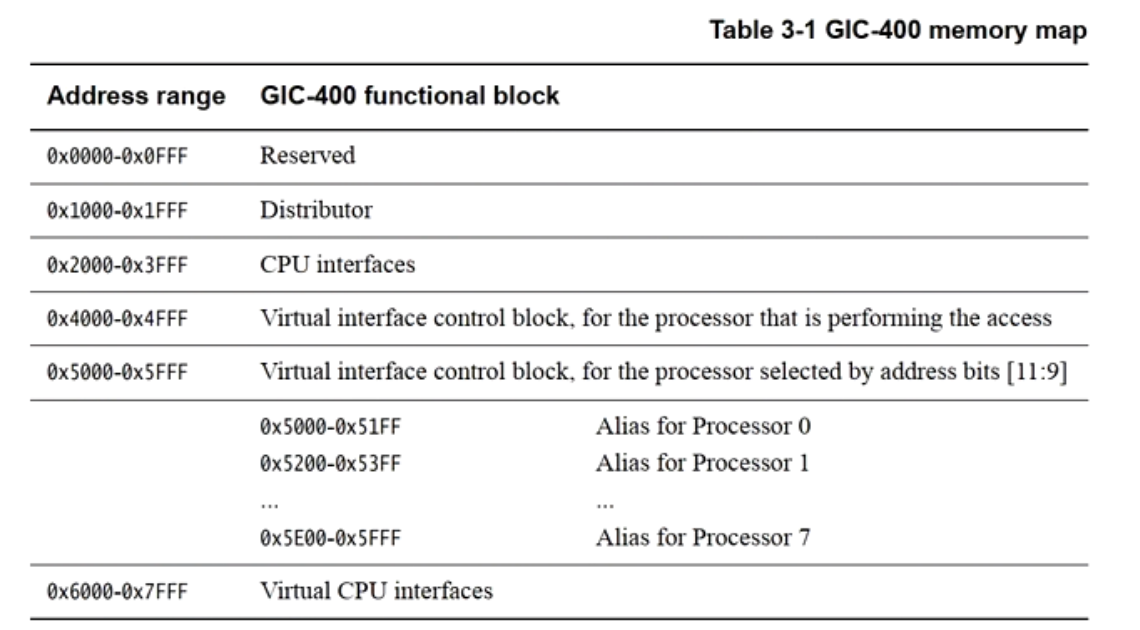 Table 3-1 GIC-400 memory map
Address range GIC-400 functional block
0x0000-0x0FFF Reserved
0x1000-0x1FFF Distributor
0x2000-0x3FFF CPU interfaces
0x4000-0x4FFF Virtual interface control block, for the processor that is performing the access
0x5000-0x5FFF Virtual interface control block, for the processor selected by address bits [11:9]
0x5000-0x51FF Alias for Processor 0
0x5200-0x53FF Alias for Processor 1
... ...
0x5E00-0x5FFF Alias for Processor 7
0x6000-0x7FFF Virtual CPU interfaces